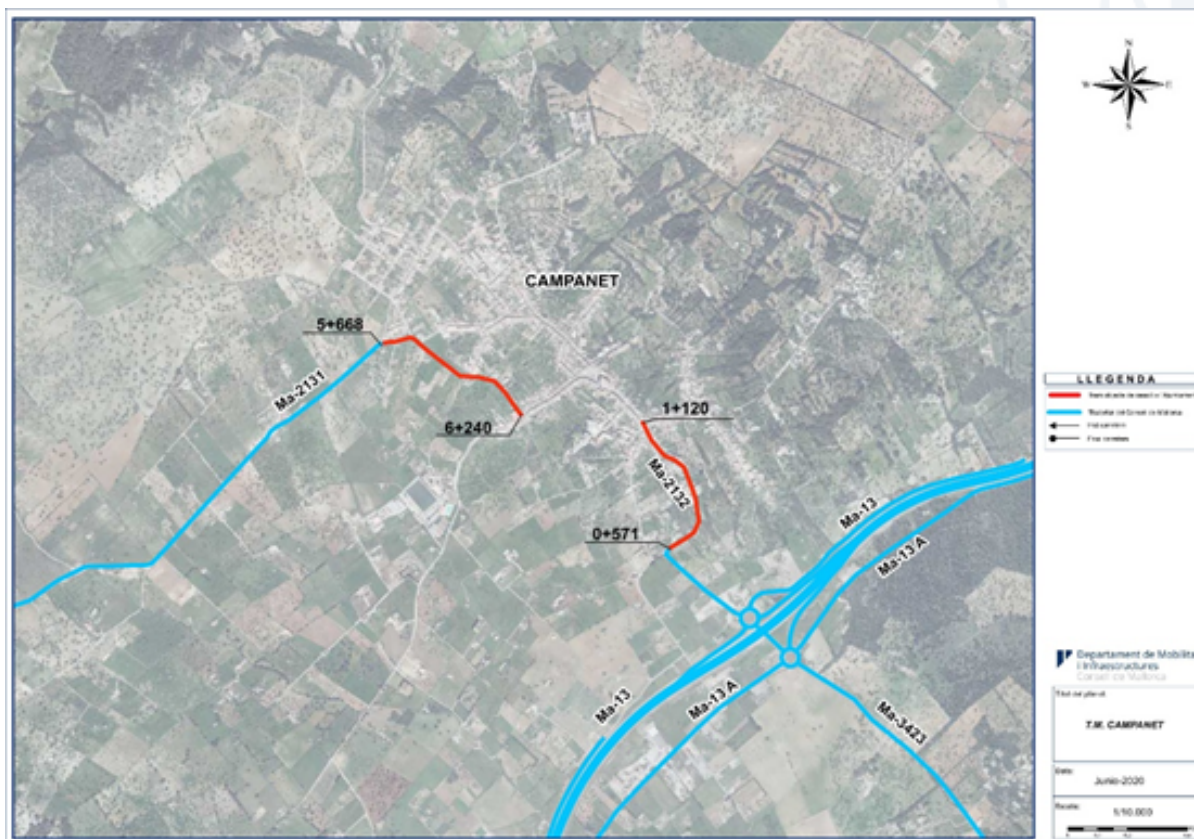 N
W
E
S
CAMPANET
5+668
Ma-2131
6+240
1+120
Ma-2132
0+571
Ma-13
Ma-13 A
Ma-13
Ma-13 A
Ma-3423
LLEGENDA
Departament de Mobilitat
i Infraestructures
Consell de Mallorca
T.M. CAMPANET
Junio-2020
1/10.000